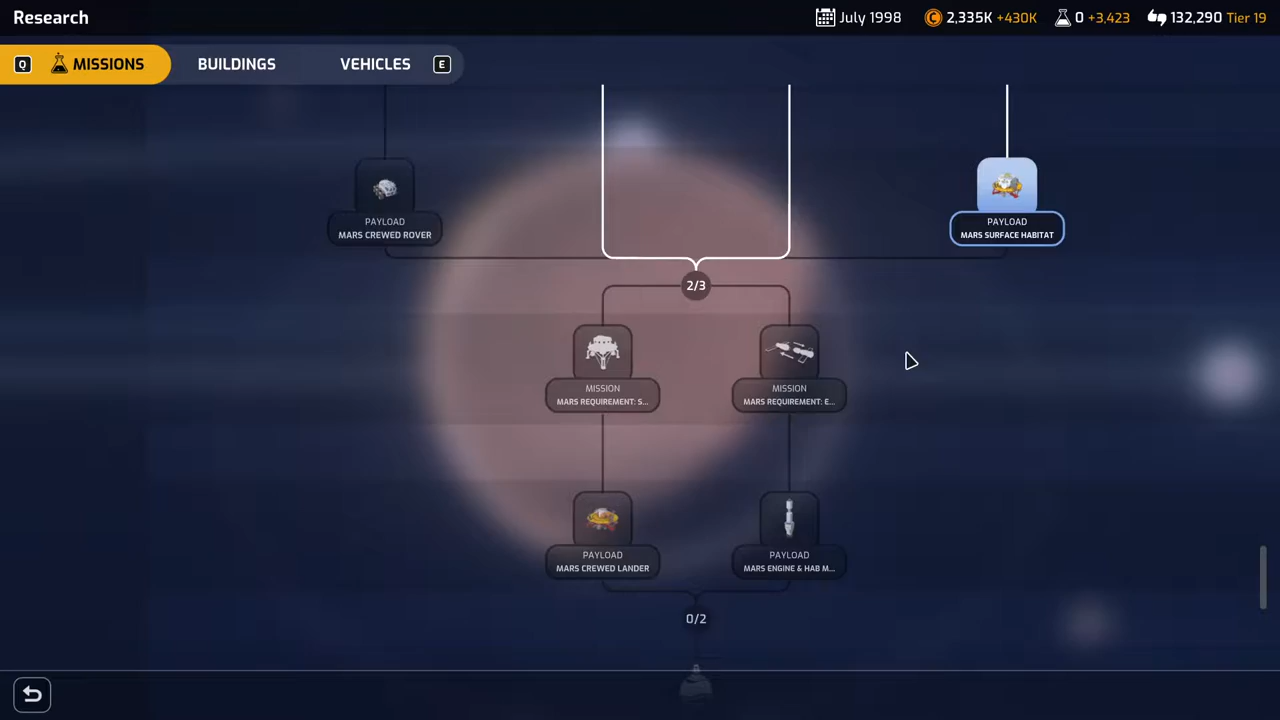 Research
July 1998
2,335K +430K
0 +3,423
132,290 Tier 19
Q
MISSIONS
BUILDINGS
VEHICLES
E
PAYLOAD
MARS CREWED ROVER
PAYLOAD
MARS SURFACE HABITAT
2/3
MISSION
MARS REQUIREMENT: S...
MISSION
MARS REQUIREMENT: E...
PAYLOAD
MARS CREWED LANDER
PAYLOAD
MARS ENGINE & HAB M...
0/2